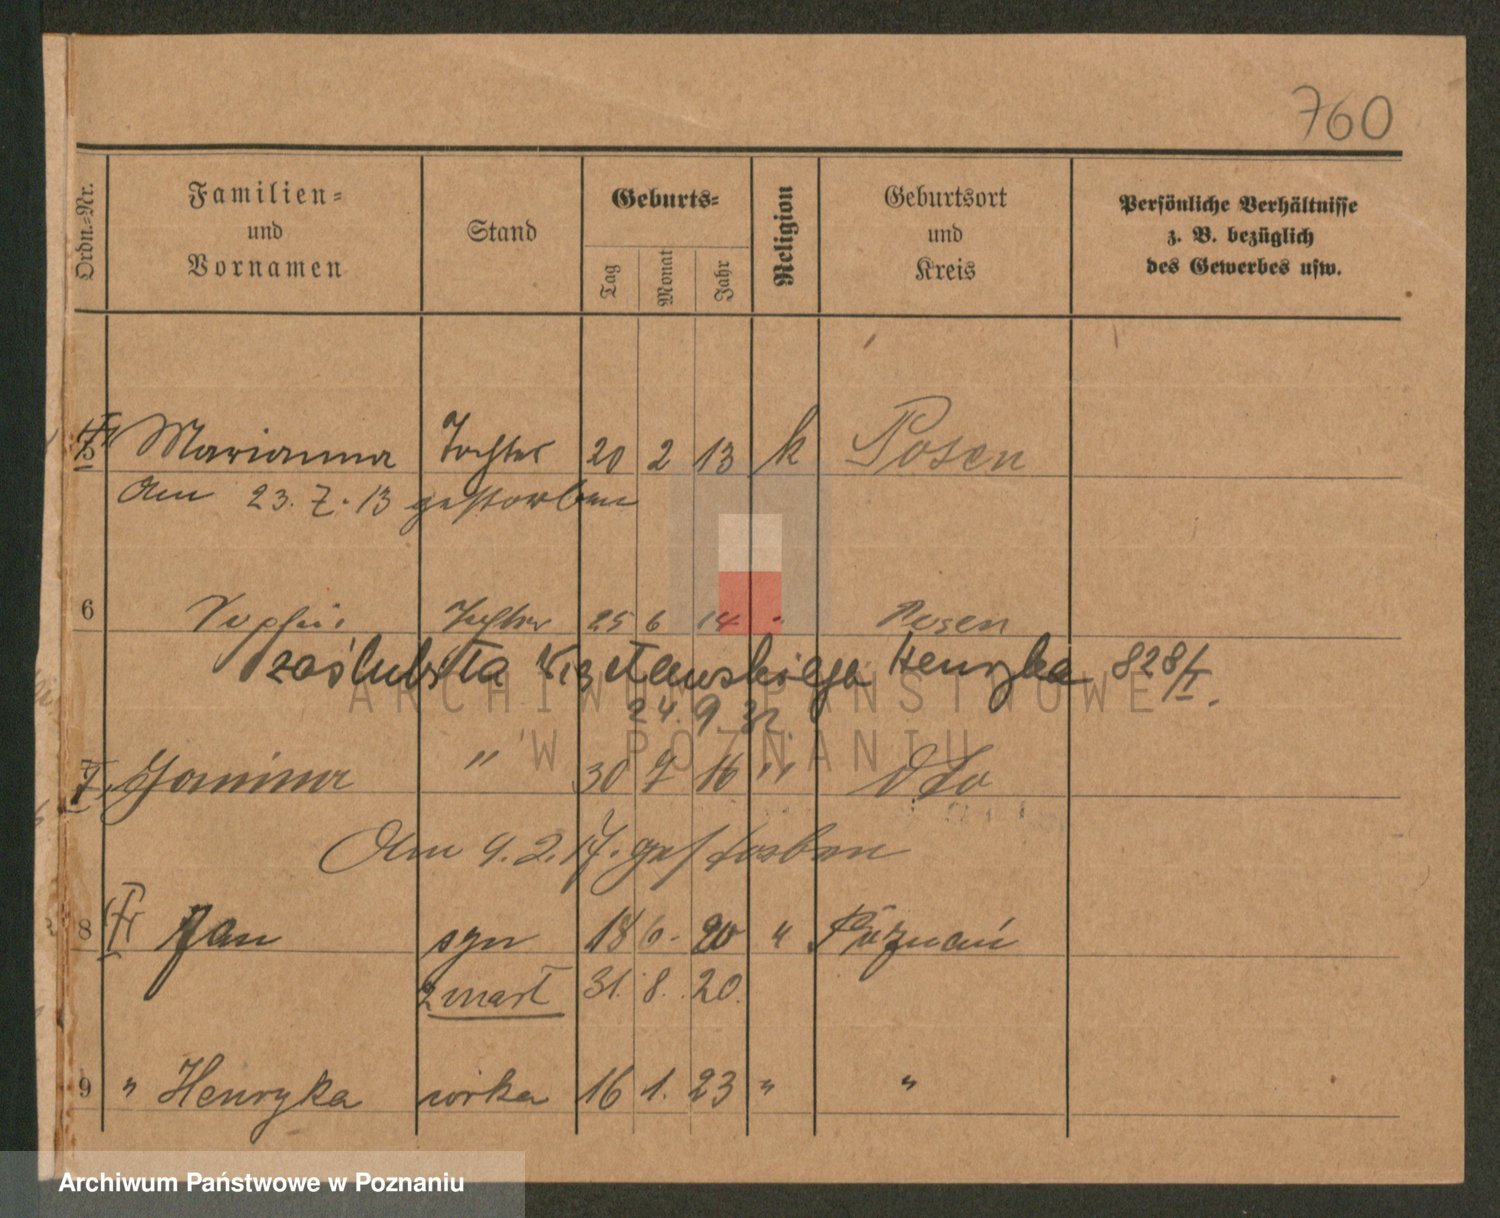 760
Ordn.-Nr.
Familien-
und
Vornamen
Stand
Geburts-
Tag
Monat
Jahr
Religion
Geburtsort
und
Kreis
Persönliche Verhältnisse
z. B. bezüglich
des Gewerbes usw.
5 Marianna Tochter 20 2 13 k Posen
Am 23. 7. 13 gestorben
6 Tochter 25 6 14 " Posen
zaślubiła Henryka 828/I.
24. 9. 32.
7 Janina " 30 7 16 " dto
Am 9. 2. 17. gestorben
8 Jan syn 18 6. 20 " Poznań
zmarł 31. 8. 20.
9 " Henryka córka 16 1. 23 " "
ARCHIWUM PAŃSTWOWE
W POZNANIU
Archiwum Państwowe w Poznaniu